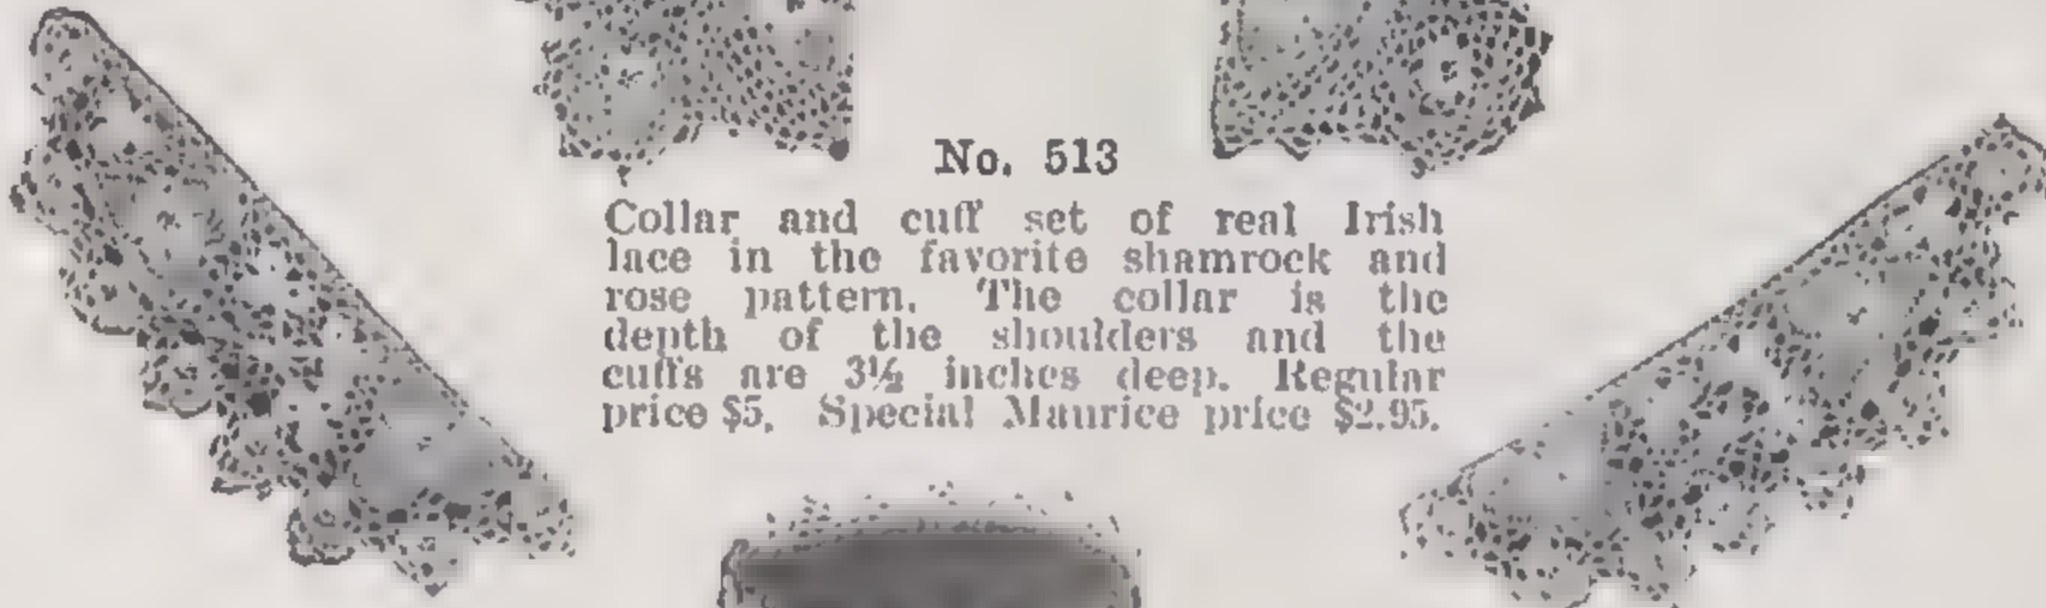 No. 513
Collar and cuff set of real Irish
lace in the favorite shamrock and
rose pattern. The collar is the
depth of the shoulders and the
cuffs are 3½ inches deep. Regular
price $5. Special Maurice price $2.95.